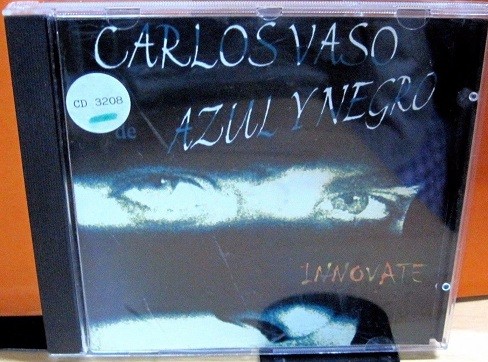 CARLOS VASO
CD 3208
de
AZUL Y NEGRO
INNOVATE